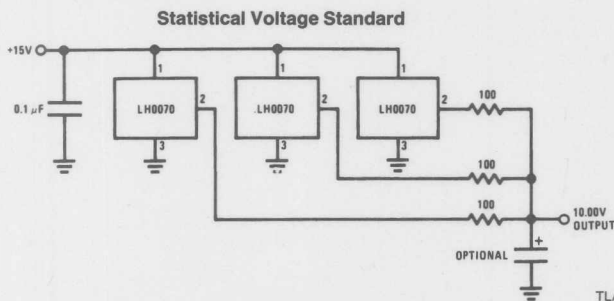 Statistical Voltage Standard
+15V
0.1 μF
1
LH0070
2
3
1
LH0070
2
3
1
LH0070
2
3
100
100
100
10.00V
OUTPUT
OPTIONAL
+